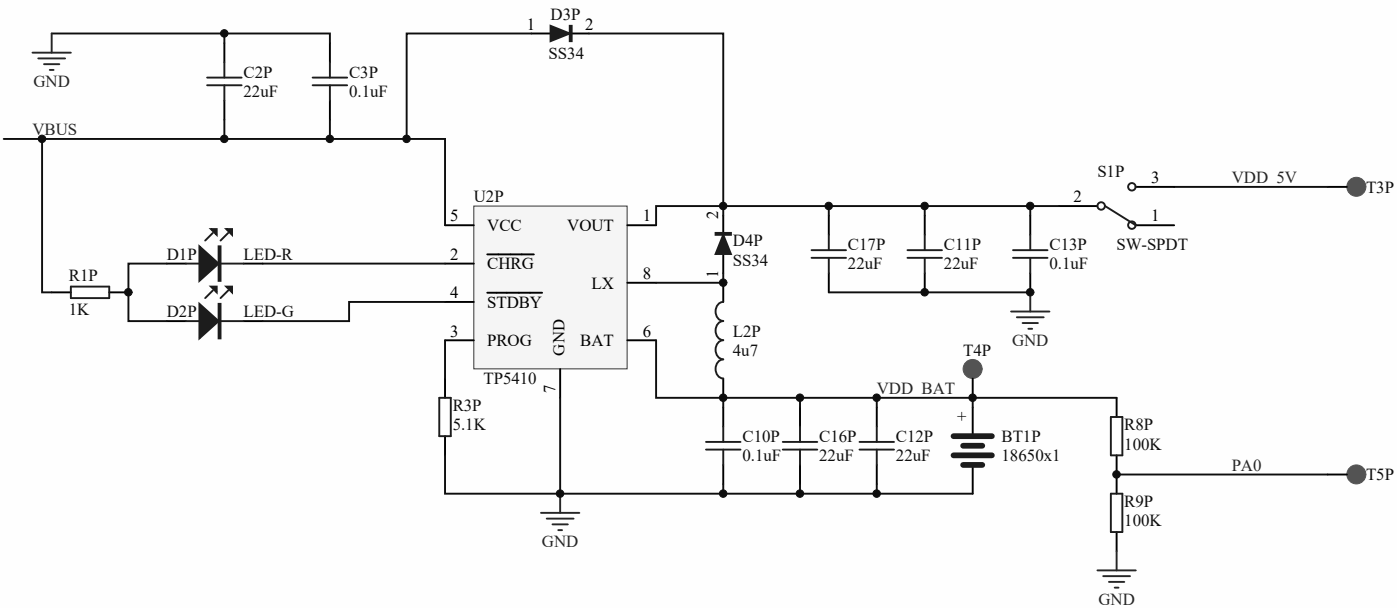 D3P
1
2
SS34
GND
C2P
22uF
C3P
0.1uF
VBUS
S1P
3
VDD_5V
T3P
2
1
SW-SPDT
U2P
5
VCC
VOUT
1
2
D4P
SS34
1
C17P
22uF
C11P
22uF
C13P
0.1uF
GND
D1P
LED-R
2
CHRG
LX
8
R1P
1K
D2P
LED-G
4
STDBY
3
PROG
GND
BAT
6
L2P
4u7
TP5410
7
T4P
VDD_BAT
R3P
5.1K
C10P
0.1uF
C16P
22uF
C12P
22uF
+
BT1P
18650x1
R8P
100K
PA0
T5P
R9P
100K
GND
GND